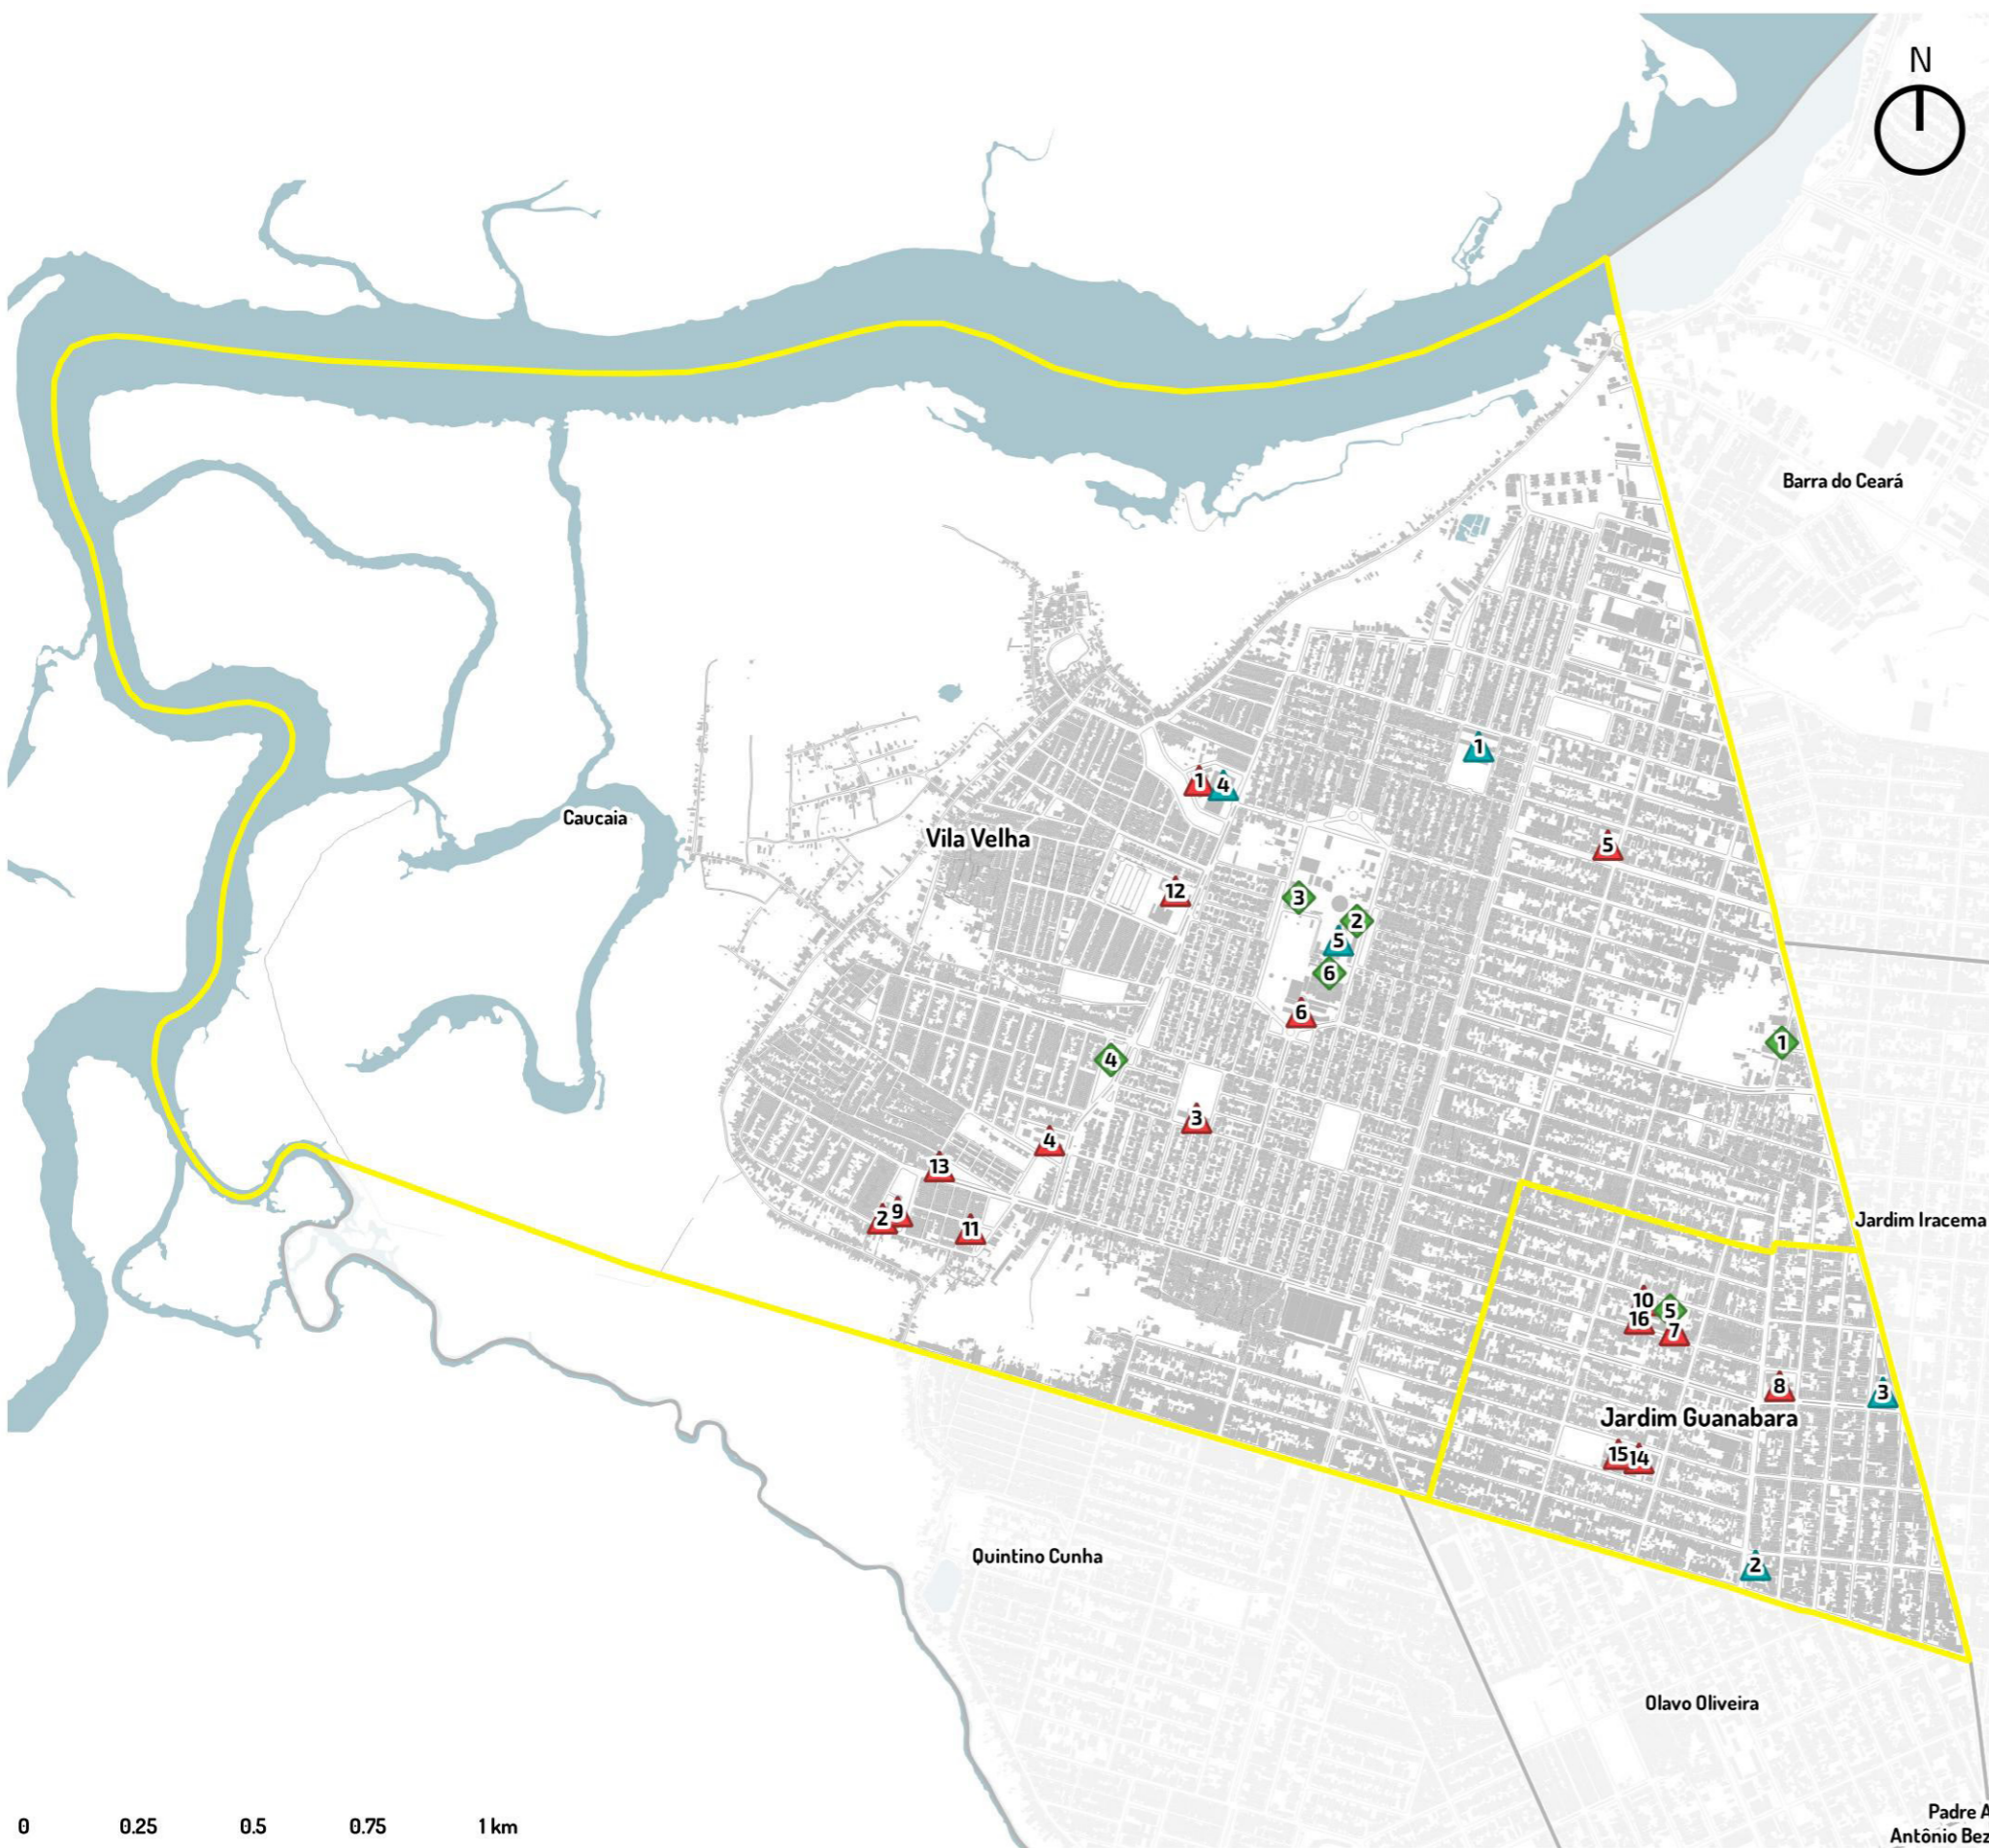 N
Barra do Ceará
1
1
4
Caucaia
Vila Velha
5
12
3
2
5
6
6
1
4
3
4
13
2
9
11
Jardim Iracema
10
5
16
7
8
3
Jardim Guanabara
15
14
Quintino Cunha
2
Olavo Oliveira
Padre A
Antônio Bez
0 0.25 0.5 0.75 1 km